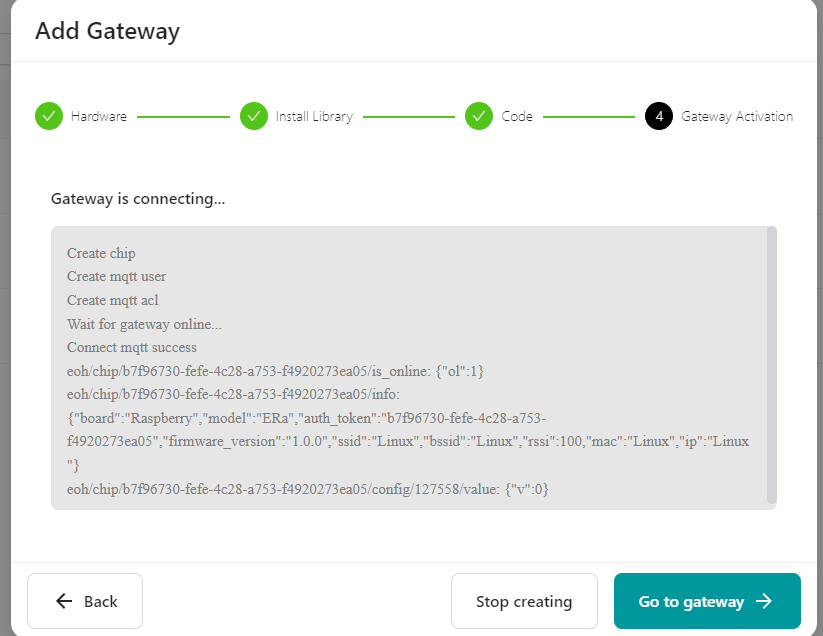 Add Gateway
Hardware
Install Library
Code
4
Gateway Activation
Gateway is connecting...
Create chip
Create mqtt user
Create mqtt acl
Wait for gateway online...
Connect mqtt success
eoh/chip/b7f96730-fefe-4c28-a753-f4920273ea05/is_online: {"ol":1}
eoh/chip/b7f96730-fefe-4c28-a753-f4920273ea05/info:
{"board":"Raspberry","model":"ERa","auth_token":"b7f96730-fefe-4c28-a753-
f4920273ea05","firmware_version":"1.0.0","ssid":"Linux","bssid":"Linux","rssi":100,"mac":"Linux","ip":"Linux
"}
eoh/chip/b7f96730-fefe-4c28-a753-f4920273ea05/config/127558/value: {"v":0}
Back
Stop creating
Go to gateway